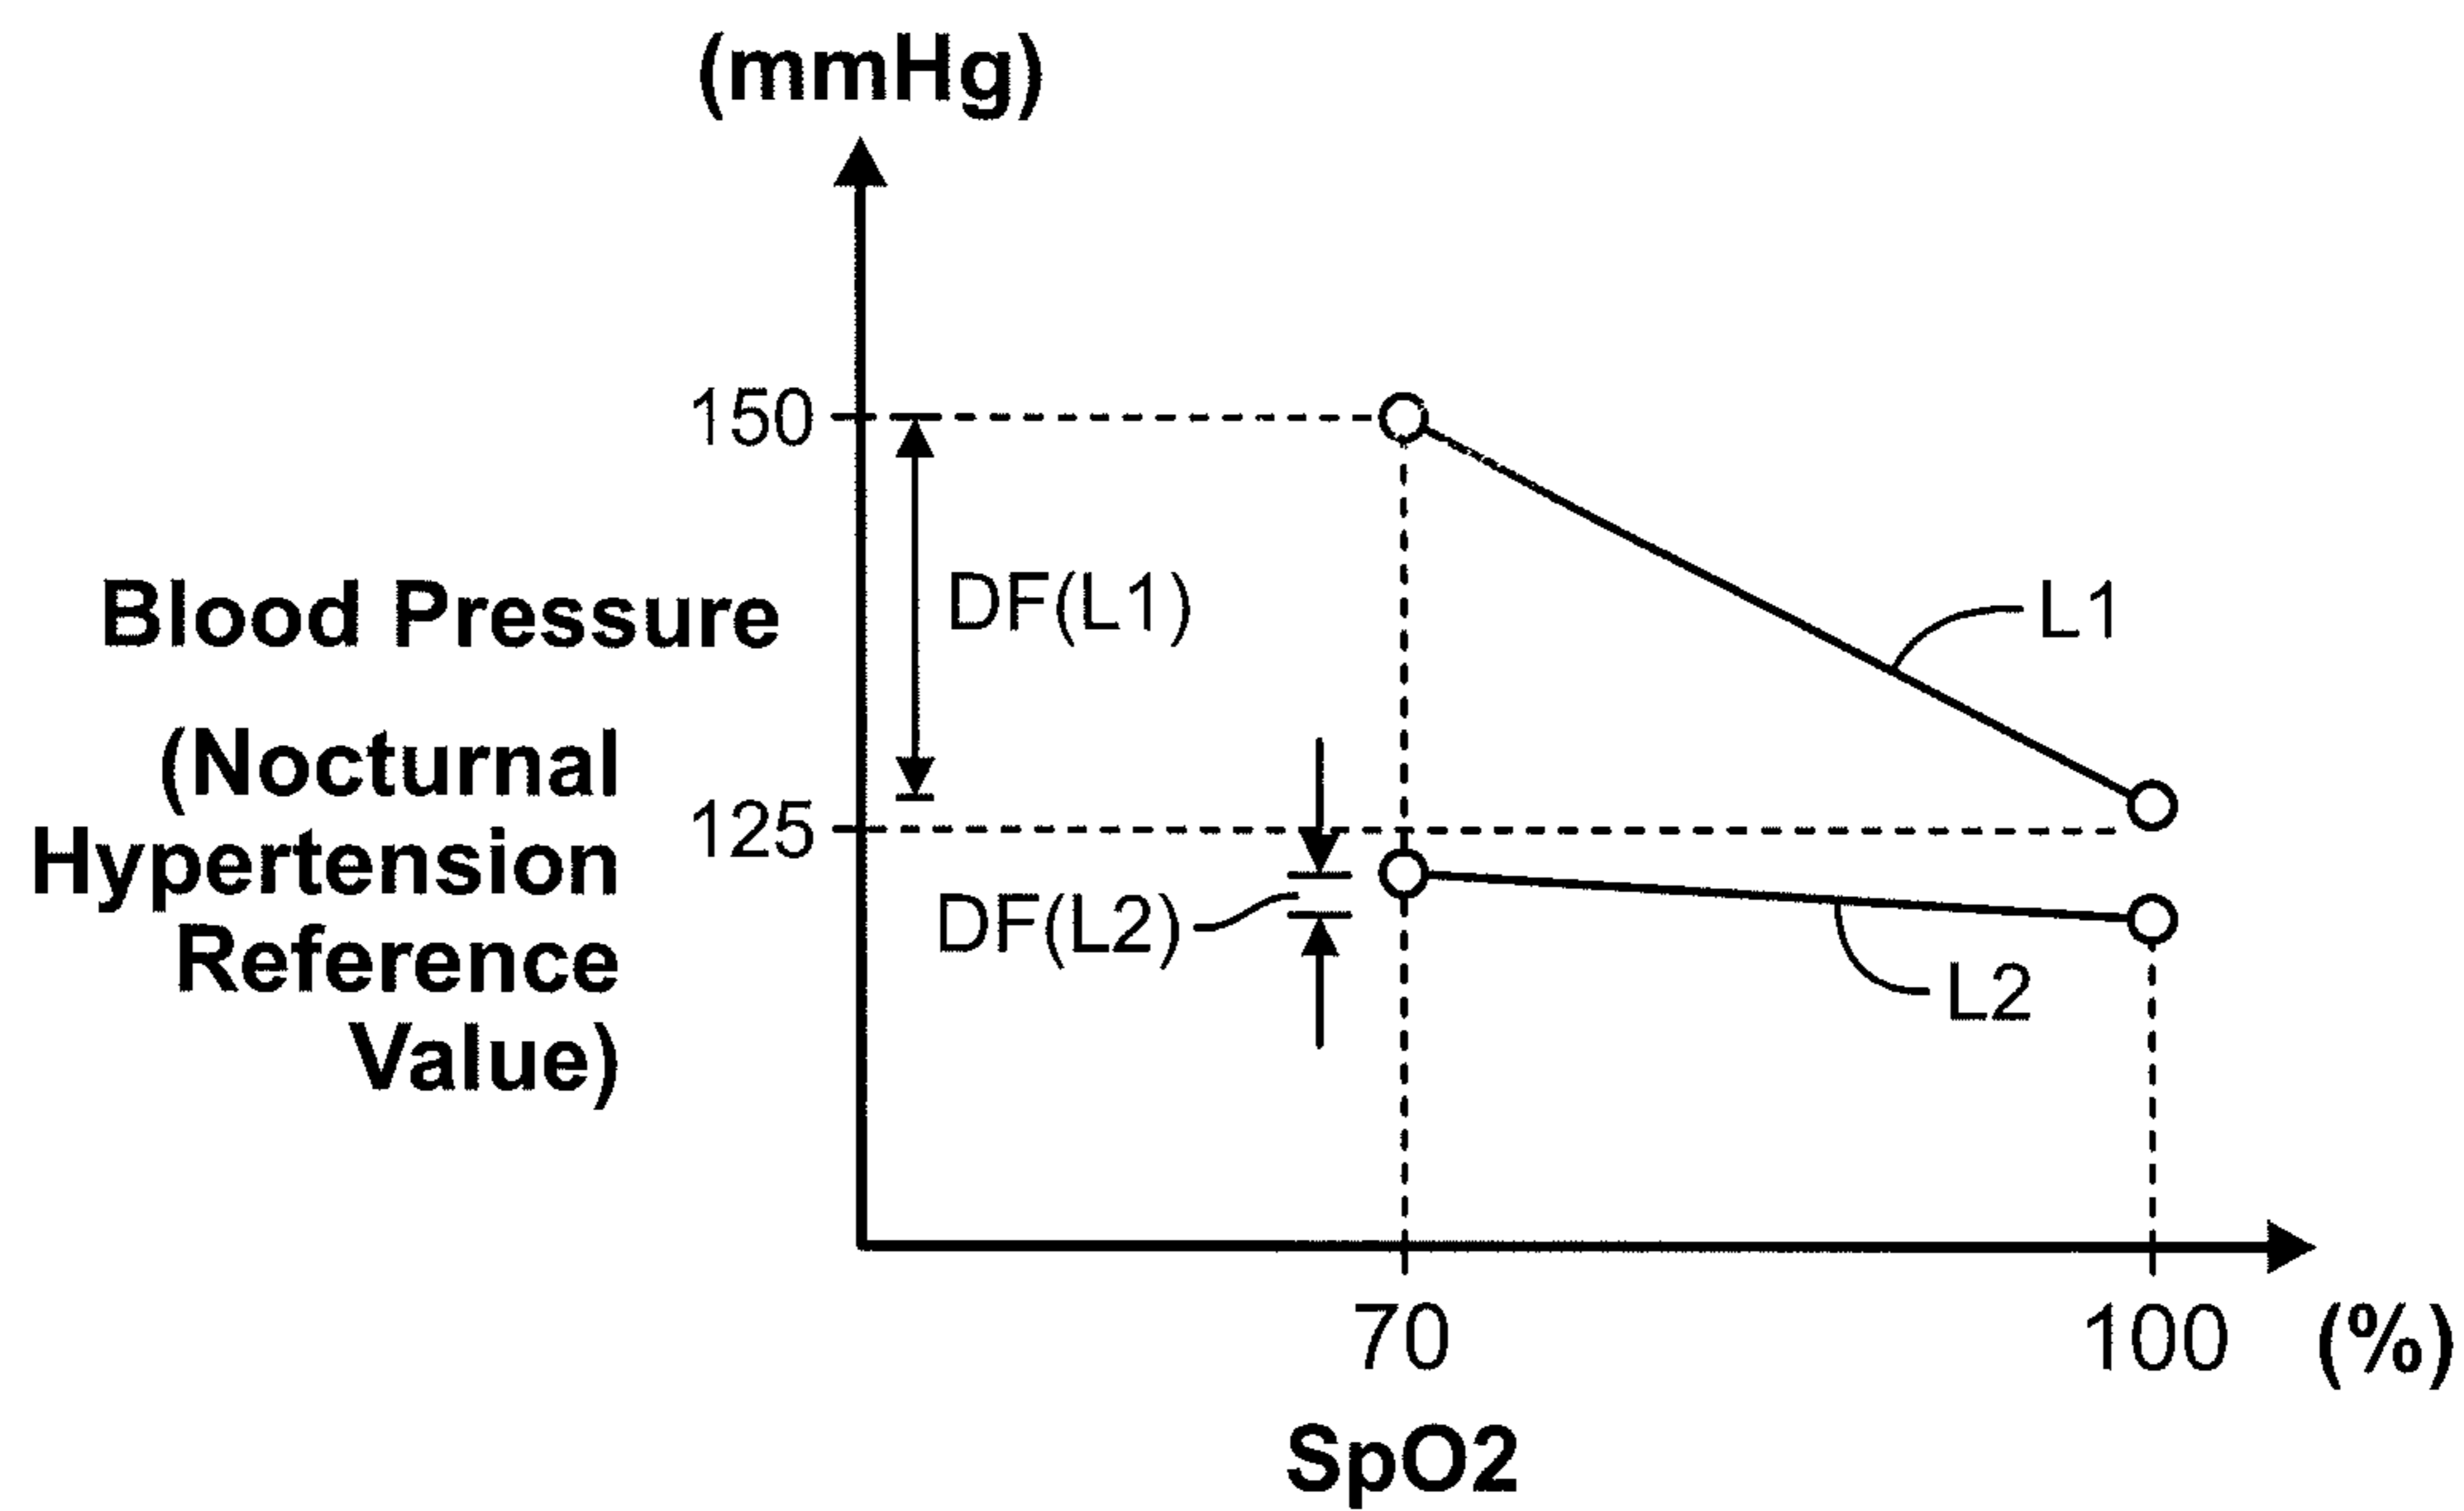 (mmHg)
150
DF(L1)
Blood Pressure
L1
(Nocturnal
Hypertension
Reference
Value)
125
DF(L2)
L2
70
100
(%)
SpO2